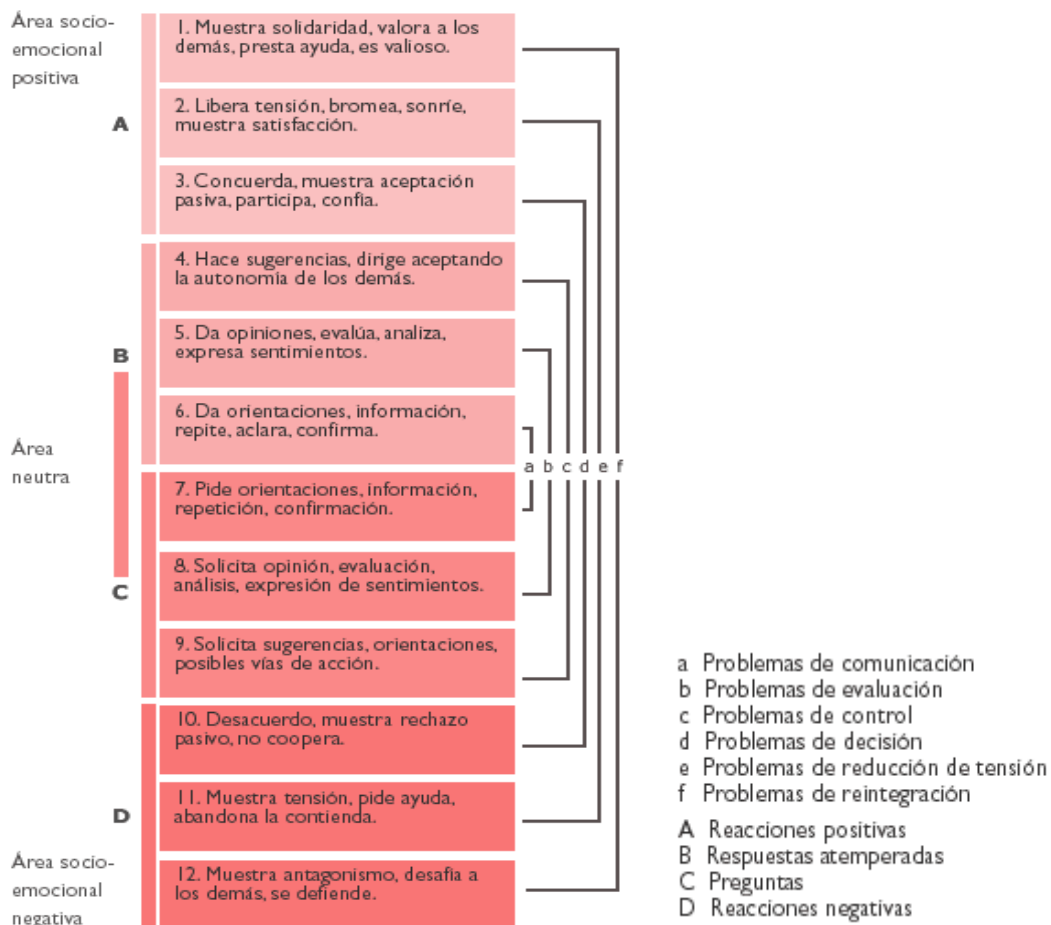 Área socio-
emocional
positiva
A
1. Muestra solidaridad, valora a los
demás, presta ayuda, es valioso.
2. Libera tensión, bromea, sonríe,
muestra satisfacción.
3. Concuerda, muestra aceptación
pasiva, participa, confia.
B
4. Hace sugerencias, dirige aceptando
la autonomía de los demás.
5. Da opiniones, evalúa, analiza,
expresa sentimientos.
6. Da orientaciones, información,
repite, aclara, confirma.
Área
neutra
a b c d e f
C
7. Pide orientaciones, información,
repetición, confirmación.
8. Solicita opinión, evaluación,
análisis, expresión de sentimientos.
9. Solicita sugerencias, orientaciones,
posibles vías de acción.
D
10. Desacuerdo, muestra rechazo
pasivo, no coopera.
11. Muestra tensión, pide ayuda,
abandona la contienda.
12. Muestra antagonismo, desafia a
los demás, se defiende.
Área socio-
emocional
negativa
a Problemas de comunicación
b Problemas de evaluación
c Problemas de control
d Problemas de decisión
e Problemas de reducción de tensión
f Problemas de reintegración
A Reacciones positivas
B Respuestas atemperadas
C Preguntas
D Reacciones negativas